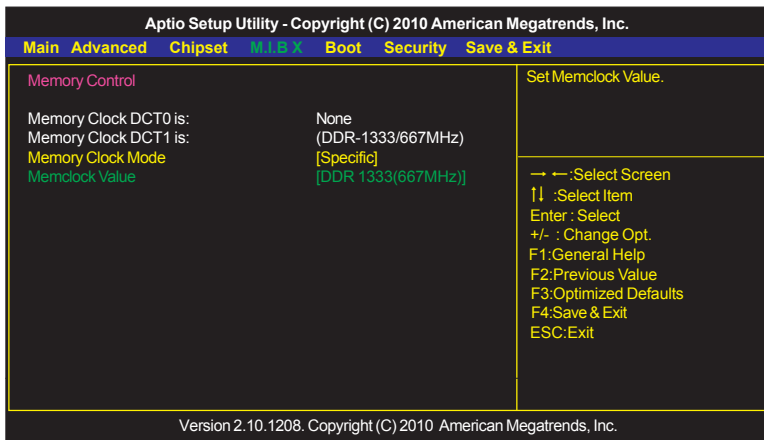 Aptio Setup Utility - Copyright (C) 2010 American Megatrends, Inc.
Main Advanced Chipset M.I.B X Boot Security Save & Exit
Memory Control
Memory Clock DCT0 is: None
Memory Clock DCT1 is: (DDR-1333/667MHz)
Memory Clock Mode [Specific]
Memclock Value [DDR 1333(667MHz)]
Set Memclock Value.
→ ←:Select Screen
↑↓ :Select Item
Enter : Select
+/- : Change Opt.
F1:General Help
F2:Previous Value
F3:Optimized Defaults
F4:Save & Exit
ESC:Exit
Version 2.10.1208. Copyright (C) 2010 American Megatrends, Inc.